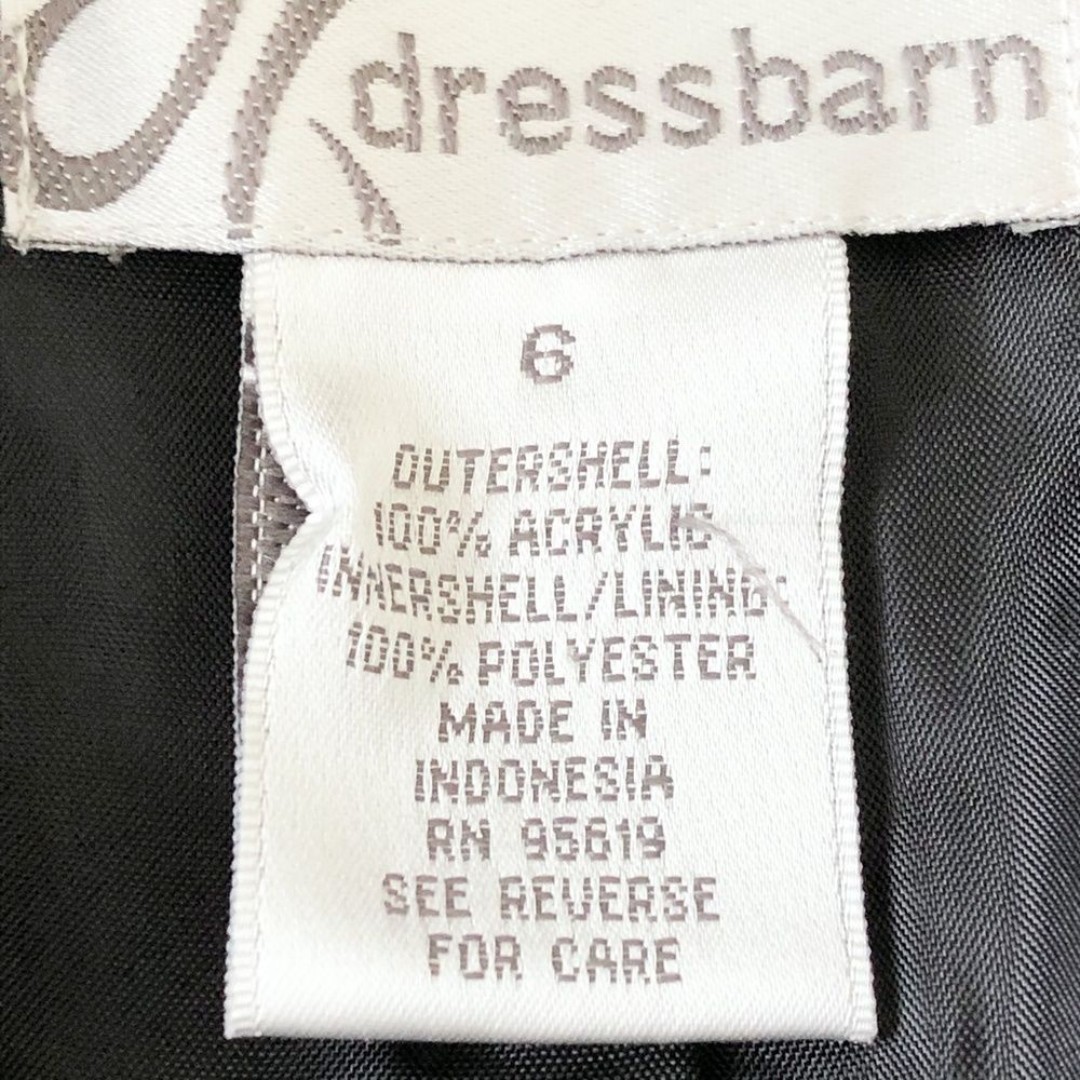 dressbarn
6
OUTERSHELL:
100% ACRYLIC
INNERSHELL/LINING:
100% POLYESTER
MADE IN
INDONESIA
RN 95619
SEE REVERSE
FOR CARE